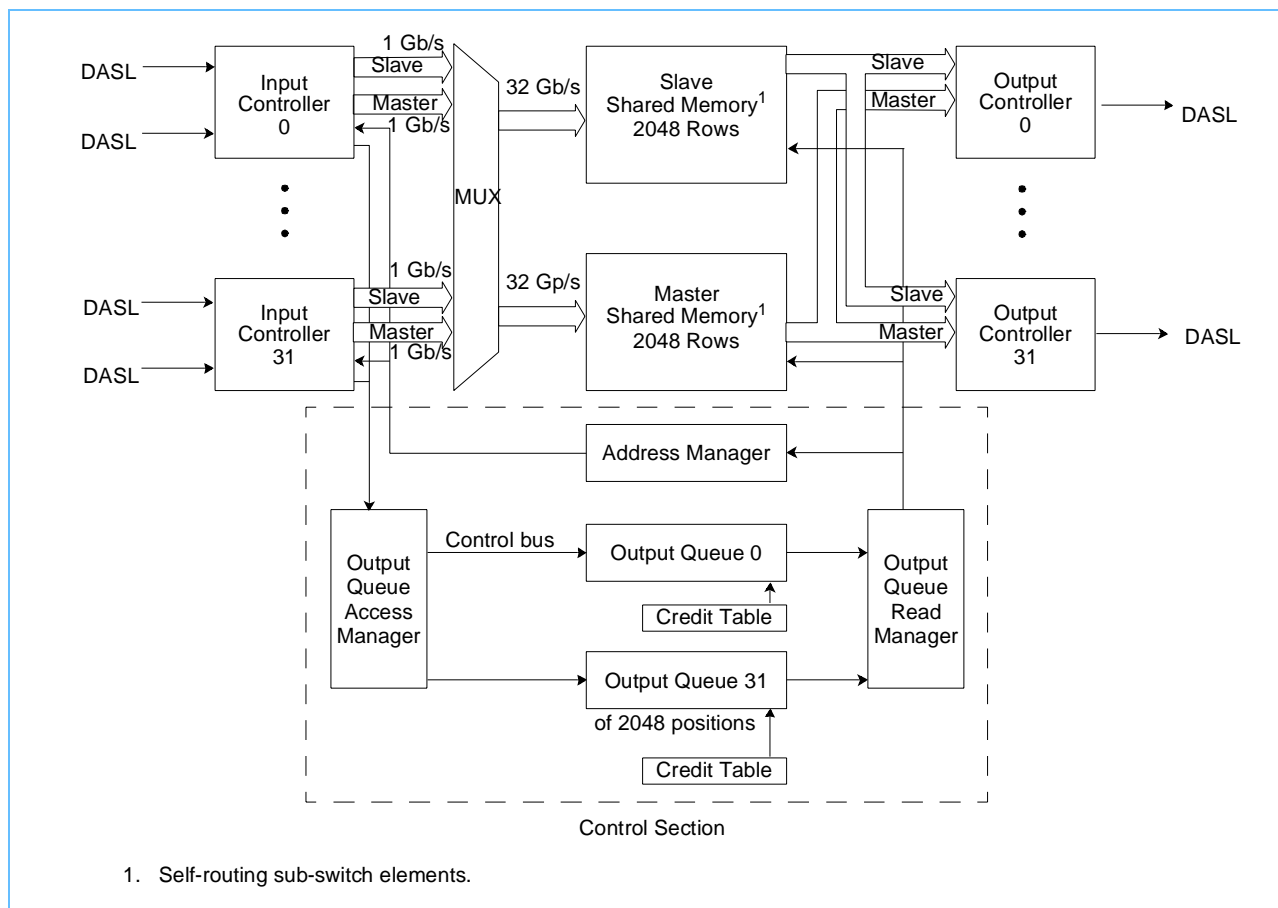 1 Gb/s
Slave
Master
1 Gb/s
DASL
DASL
Input
Controller
0
MUX
32 Gb/s
Slave
Shared Memory1
2048 Rows
Slave
Master
Output
Controller
0
DASL
1 Gb/s
Slave
Master
1 Gb/s
DASL
DASL
Input
Controller
31
32 Gp/s
Master
Shared Memory1
2048 Rows
Slave
Master
Output
Controller
31
DASL
Address Manager
Output
Queue
Access
Manager
Control bus
Output Queue 0
Credit Table
Output Queue 31
of 2048 positions
Credit Table
Output
Queue
Read
Manager
Control Section
1. Self-routing sub-switch elements.